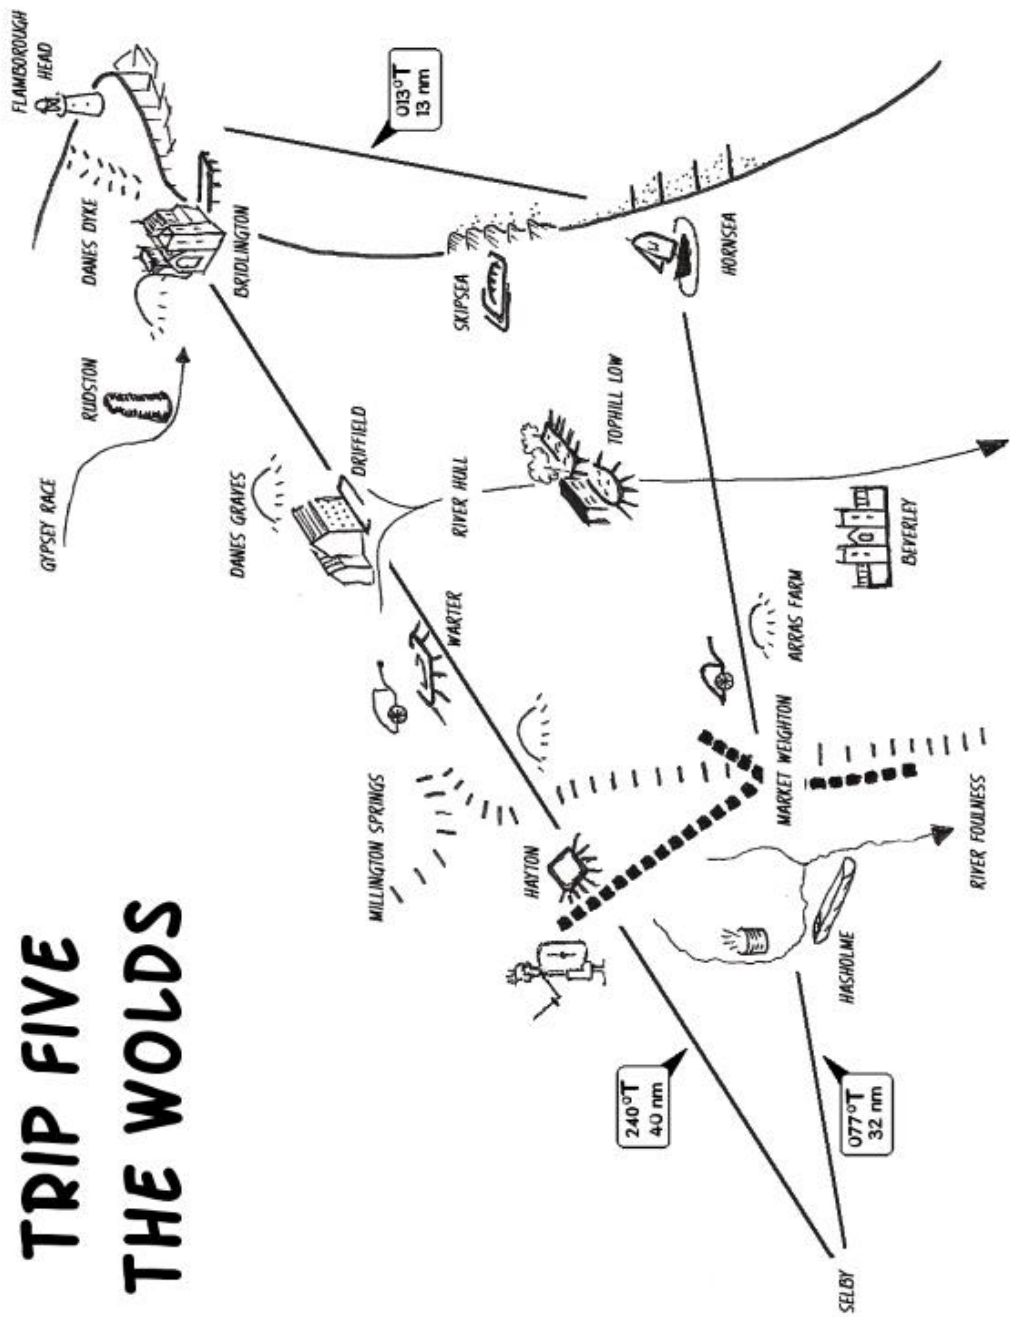 TRIP FIVE
THE WOLDS
FLAMBOROUGH
HEAD
DANES DYKE
BRIDLINGTON
RUDSTON
GYPSEY RACE
013°T
13 nm
SKIPSEA
HORNSEA
DANES GRAVES
DRIFFIELD
RIVER HULL
TOPHILL LOW
BEVERLEY
WARTER
ARRAS FARM
MILLINGTON SPRINGS
HAYTON
MARKET WEIGHTON
RIVER FOULNESS
HASHOLME
240°T
40 nm
077°T
32 nm
SELBY